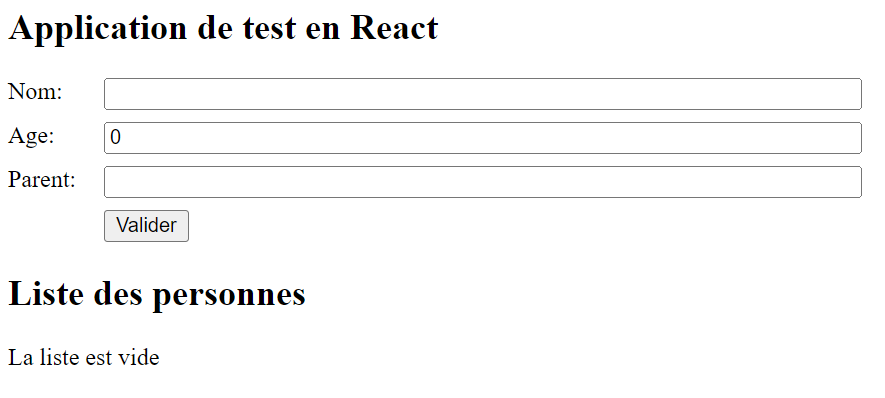 Application de test en React
Nom:
Age: 0
Parent:
Valider
Liste des personnes
La liste est vide